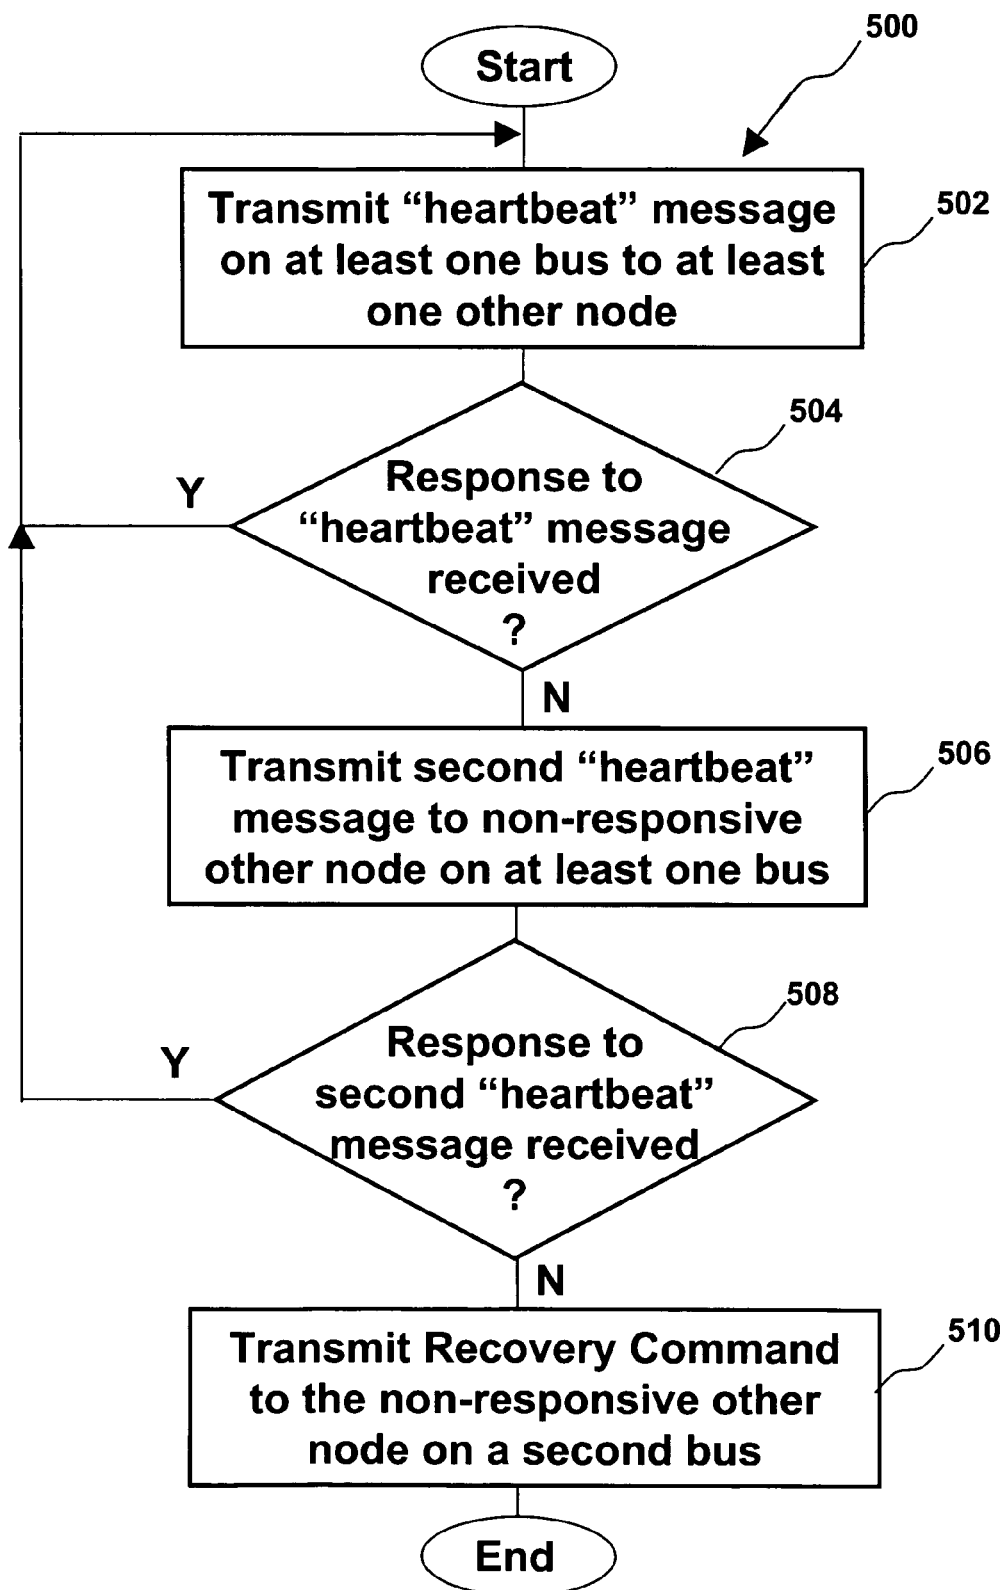 500
Start
Transmit “heartbeat” message
on at least one bus to at least
one other node
502
504
Response to
“heartbeat” message
received
?
Y
N
Transmit second “heartbeat”
message to non-responsive
other node on at least one bus
506
508
Response to
second “heartbeat”
message received
?
Y
N
Transmit Recovery Command
to the non-responsive other
node on a second bus
510
End